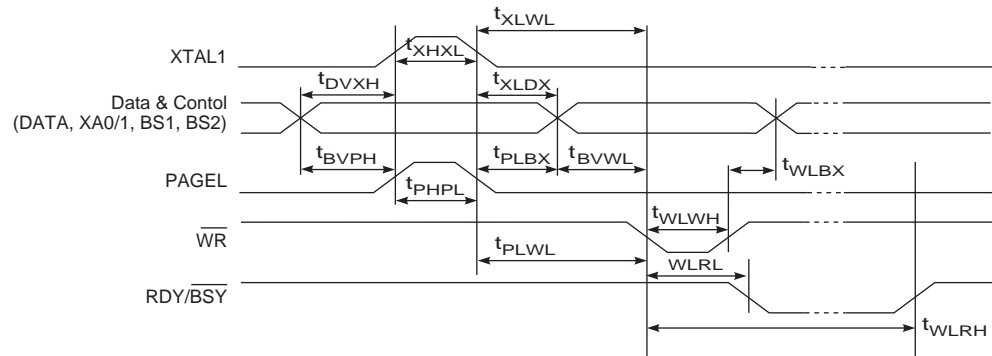 tXLWL
XTAL1
tXHXL
tDVXH
tXLDX
Data & Contol
(DATA, XA0/1, BS1, BS2)
tBVPH
tPLBX
tBVWL
tWLBX
PAGEL
tPHPL
tWLWH
WR
tPLWL
WLRL
RDY/BSY
tWLRH